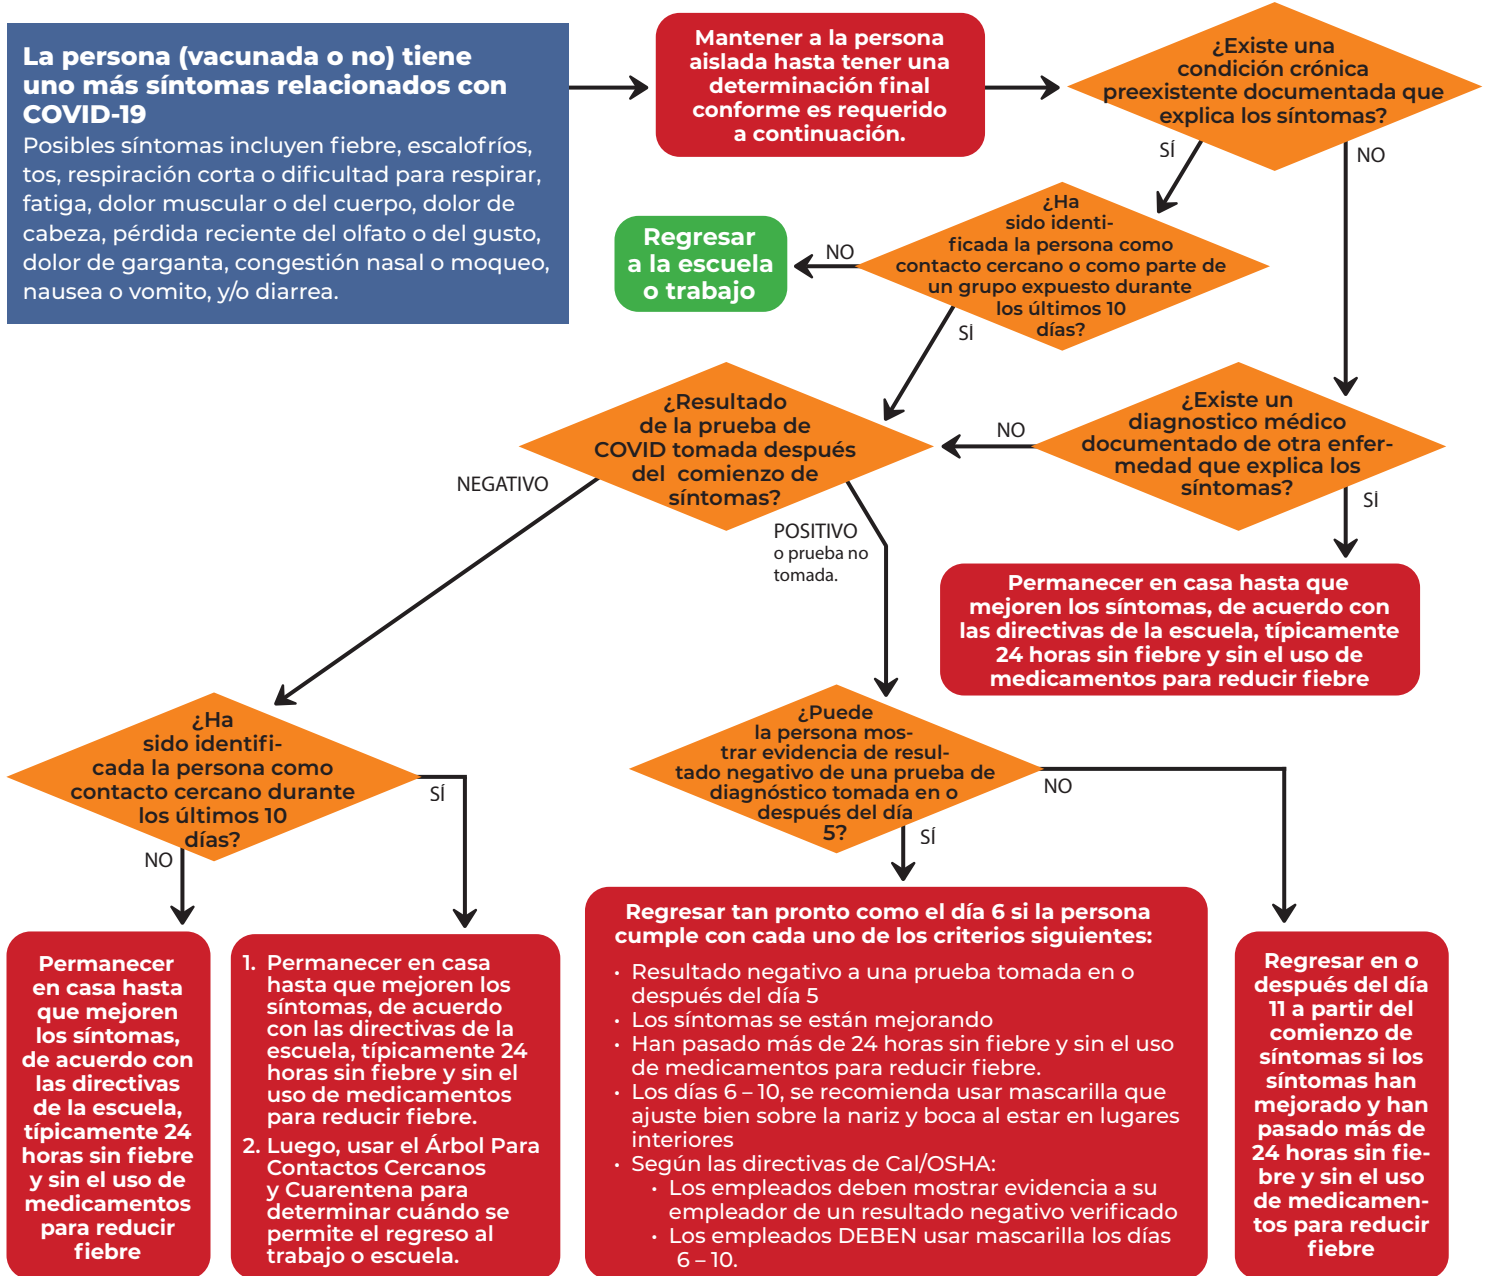 La persona (vacunada o no) tiene
uno más síntomas relacionados con
COVID-19
Posibles síntomas incluyen fiebre, escalofríos,
tos, respiración corta o dificultad para respirar,
fatiga, dolor muscular o del cuerpo, dolor de
cabeza, pérdida reciente del olfato o del gusto,
dolor de garganta, congestión nasal o moqueo,
nausea o vomito, y/o diarrea.
Mantener a la persona
aislada hasta tener una
determinación final
conforme es requerido
a continuación.
¿Existe una
condición crónica
preexistente documentada que
explica los síntomas?
SÍ
NO
¿Ha
sido identi-
ficada la persona como
contacto cercano o como parte de
un grupo expuesto durante
los últimos 10
días?
NO
SÍ
Regresar
a la escuela
o trabajo
¿Existe un
diagnostico médico
documentado de otra enfer-
medad que explica los
síntomas?
NO
SÍ
¿Resultado
de la prueba de
COVID tomada después
del comienzo de
síntomas?
NEGATIVO
POSITIVO
o prueba no
tomada.
Permanecer en casa hasta que
mejoren los síntomas, de acuerdo con
las directivas de la escuela, típicamente
24 horas sin fiebre y sin el uso de
medicamentos para reducir fiebre
¿Ha
sido identifi-
cada la persona como
contacto cercano durante
los últimos 10
días?
NO
SÍ
¿Puede
la persona mos-
trar evidencia de resul-
tado negativo de una prueba de
diagnóstico tomada en o
después del día
5?
SÍ
NO
Permanecer
en casa hasta
que mejoren
los síntomas,
de acuerdo con
las directivas
de la escuela,
típicamente 24
horas sin fiebre
y sin el uso de
medicamentos
para reducir
fiebre
1. Permanecer en casa
hasta que mejoren los
síntomas, de acuerdo
con las directivas de la
escuela, típicamente 24
horas sin fiebre y sin el
uso de medicamentos
para reducir fiebre.
2. Luego, usar el Árbol Para
Contactos Cercanos
y Cuarentena para
determinar cuándo se
permite el regreso al
trabajo o escuela.
Regresar tan pronto como el día 6 si la persona
cumple con cada uno de los criterios siguientes:
• Resultado negativo a una prueba tomada en o
después del día 5
• Los síntomas se están mejorando
• Han pasado más de 24 horas sin fiebre y sin el uso
de medicamentos para reducir fiebre.
• Los días 6 – 10, se recomienda usar mascarilla que
ajuste bien sobre la nariz y boca al estar en lugares
interiores
• Según las directivas de Cal/OSHA:
• Los empleados deben mostrar evidencia a su
empleador de un resultado negativo verificado
• Los empleados DEBEN usar mascarilla los días
6 – 10.
Regresar en o
después del día
11 a partir del
comienzo de
síntomas si los
síntomas han
mejorado y han
pasado más de
24 horas sin fie-
bre y sin el uso
de medicamen-
tos para reducir
fiebre